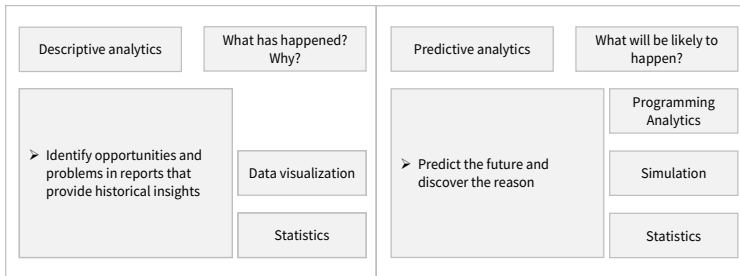 Descriptive analytics
What has happened?
Why?
➢ Identify opportunities and
problems in reports that
provide historical insights
Data visualization
Statistics
Predictive analytics
What will be likely to
happen?
➢ Predict the future and
discover the reason
Programming
Analytics
Simulation
Statistics